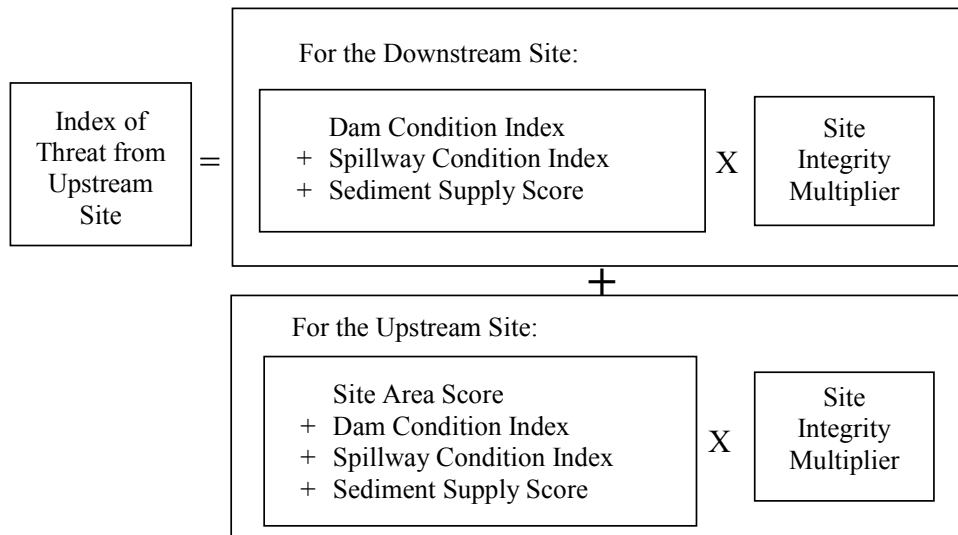 Index of
Threat from
Upstream
Site
=
For the Downstream Site:
Dam Condition Index
+ Spillway Condition Index
+ Sediment Supply Score
X
Site
Integrity
Multiplier
+
For the Upstream Site:
Site Area Score
+ Dam Condition Index
+ Spillway Condition Index
+ Sediment Supply Score
X
Site
Integrity
Multiplier